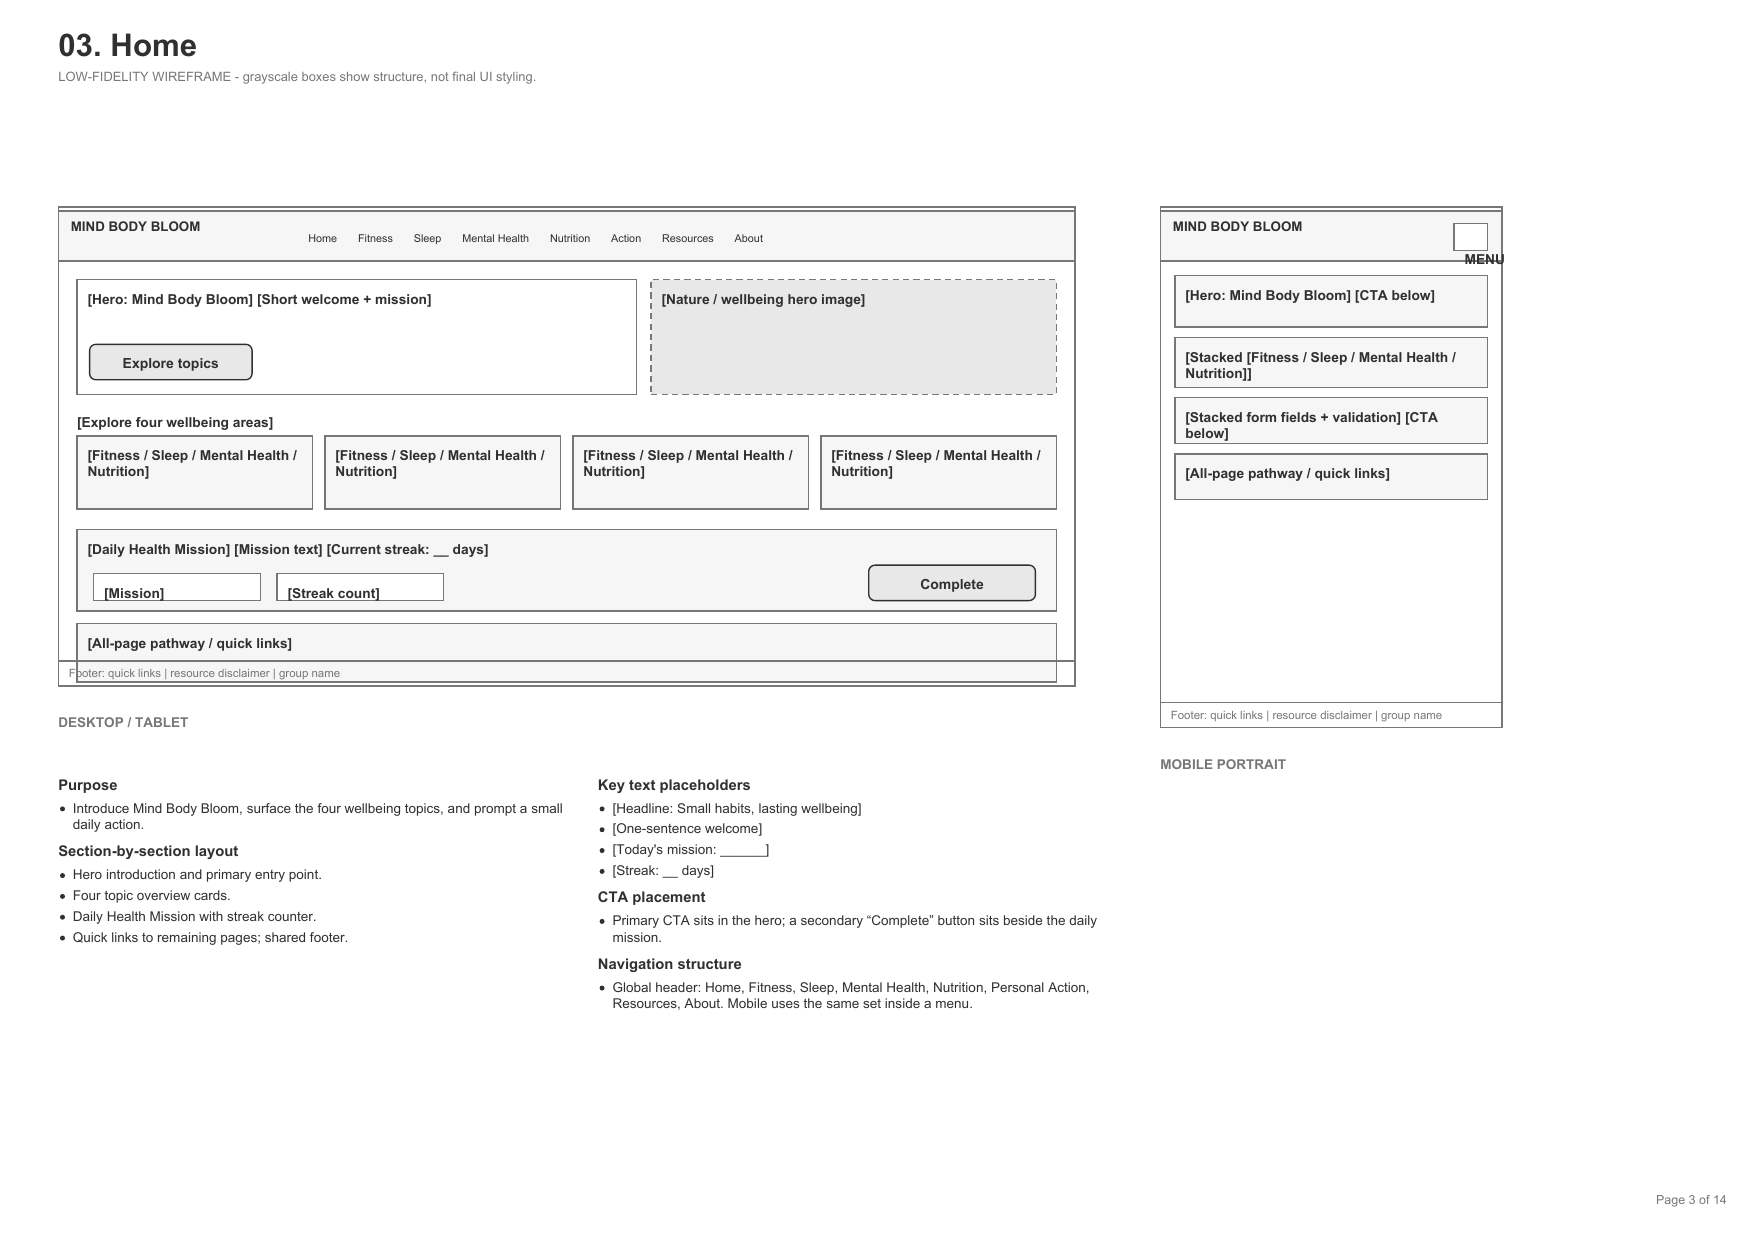 03. Home
LOW-FIDELITY WIREFRAME - grayscale boxes show structure, not final UI styling.
MIND BODY BLOOM
Home Fitness Sleep Mental Health Nutrition Action Resources About
[Hero: Mind Body Bloom] [Short welcome + mission]
Explore topics
[Nature / wellbeing hero image]
[Explore four wellbeing areas]
[Fitness / Sleep / Mental Health /
Nutrition]
[Fitness / Sleep / Mental Health /
Nutrition]
[Fitness / Sleep / Mental Health /
Nutrition]
[Fitness / Sleep / Mental Health /
Nutrition]
[Daily Health Mission] [Mission text] [Current streak: __ days]
[Mission]
[Streak count]
Complete
[All-page pathway / quick links]
Footer: quick links | resource disclaimer | group name
DESKTOP / TABLET
MIND BODY BLOOM
MENU
[Hero: Mind Body Bloom] [CTA below]
[Stacked [Fitness / Sleep / Mental Health /
Nutrition]]
[Stacked form fields + validation] [CTA
below]
[All-page pathway / quick links]
Footer: quick links | resource disclaimer | group name
MOBILE PORTRAIT
Purpose
• Introduce Mind Body Bloom, surface the four wellbeing topics, and prompt a small
daily action.
Section-by-section layout
• Hero introduction and primary entry point.
• Four topic overview cards.
• Daily Health Mission with streak counter.
• Quick links to remaining pages; shared footer.
Key text placeholders
• [Headline: Small habits, lasting wellbeing]
• [One-sentence welcome]
• [Today's mission: ______]
• [Streak: __ days]
CTA placement
• Primary CTA sits in the hero; a secondary “Complete” button sits beside the daily
mission.
Navigation structure
• Global header: Home, Fitness, Sleep, Mental Health, Nutrition, Personal Action,
Resources, About. Mobile uses the same set inside a menu.
Page 3 of 14